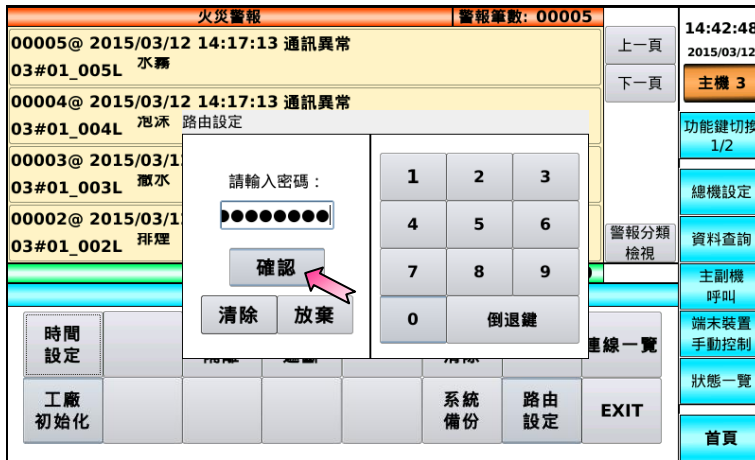 火災警報
警報筆數: 00005
14:42:48
2015/03/12
主機 3
00005@ 2015/03/12 14:17:13 通訊異常
03#01_005L 水霧
上一頁
下一頁
00004@ 2015/03/12 14:17:13 通訊異常
03#01_004L 泡沫
00003@ 2015/03/1
03#01_003L 撒水
00002@ 2015/03/1
03#01_002L 排煙
警報分類
檢視
路由設定
請輸入密碼：
●●●●●●●●
確認
清除
放棄
1 2 3
4 5 6
7 8 9
0 倒退鍵
功能鍵切換
1/2
總機設定
資料查詢
主副機
呼叫
端末裝置
手動控制
狀態一覽
首頁
時間
設定
連線一覽
工廠
初始化
系統
備份
路由
設定
EXIT